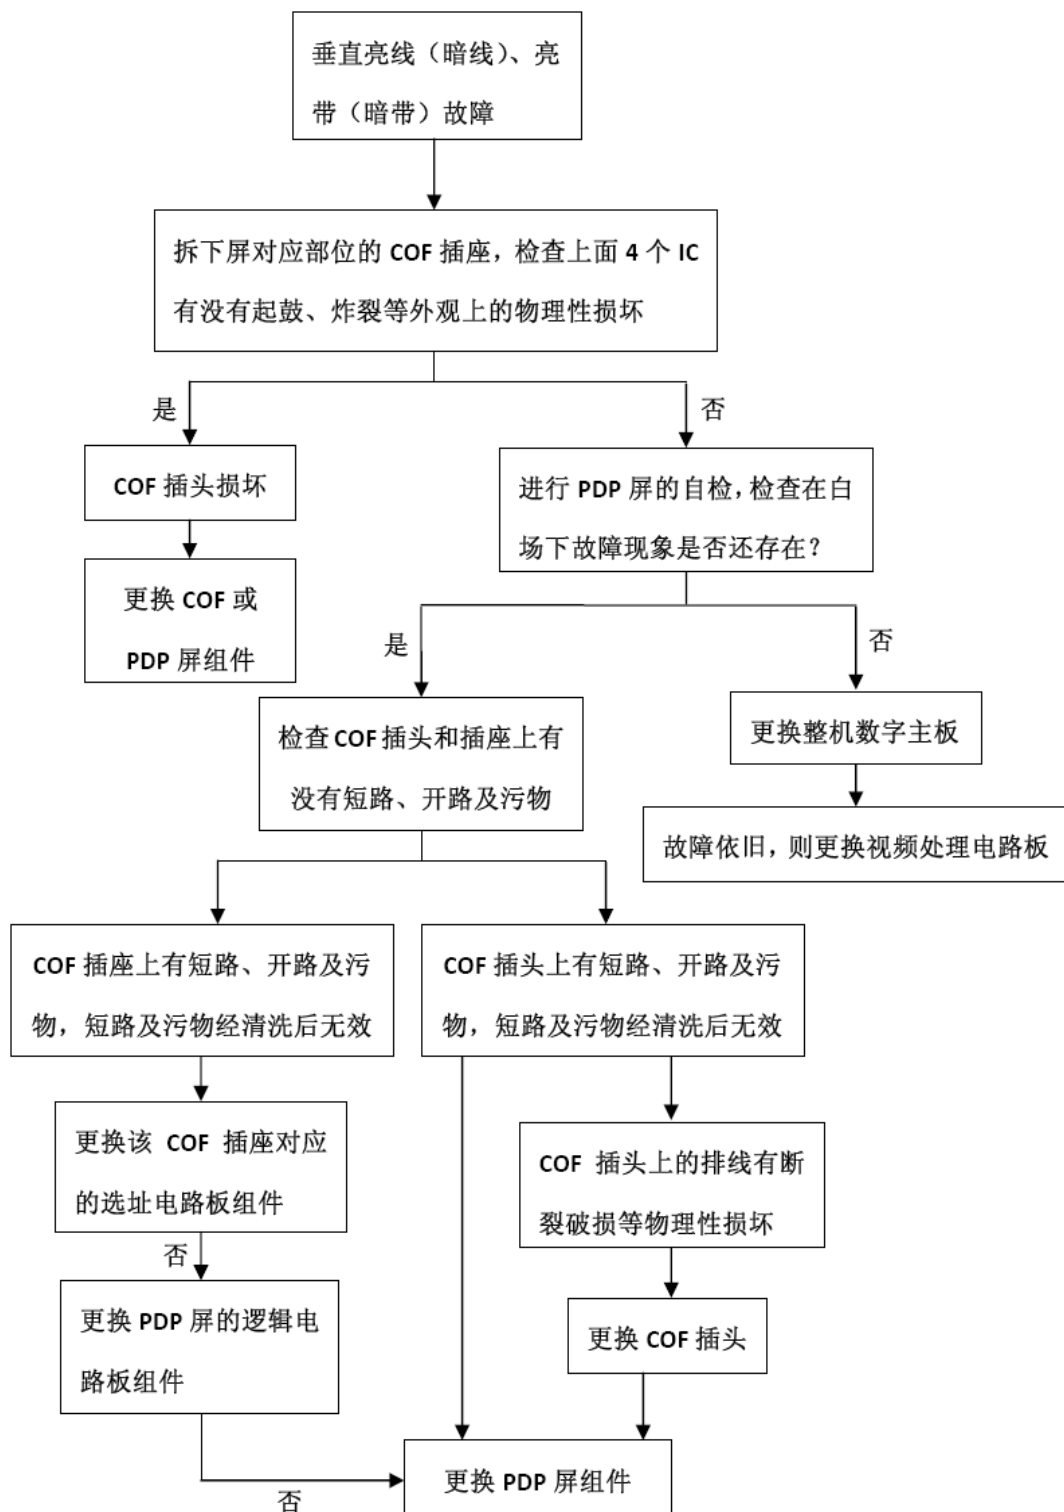 垂直亮线（暗线）、亮
带（暗带）故障
拆下屏对应部位的 COF 插座，检查上面 4 个 IC
有没有起鼓、炸裂等外观上的物理性损坏
是
否
COF 插头损坏
进行 PDP 屏的自检，检查在白
场下故障现象是否还存在？
更换 COF 或
PDP 屏组件
是
否
检查 COF 插头和插座上有
没有短路、开路及污物
更换整机数字主板
故障依旧，则更换视频处理电路板
COF 插座上有短路、开路及污
物，短路及污物经清洗后无效
COF 插头上有短路、开路及污
物，短路及污物经清洗后无效
更换该 COF 插座对应
的选址电路板组件
COF 插头上的排线有断
裂破损等物理性损坏
否
更换 PDP 屏的逻辑电
路板组件
更换 COF 插头
更换 PDP 屏组件
否